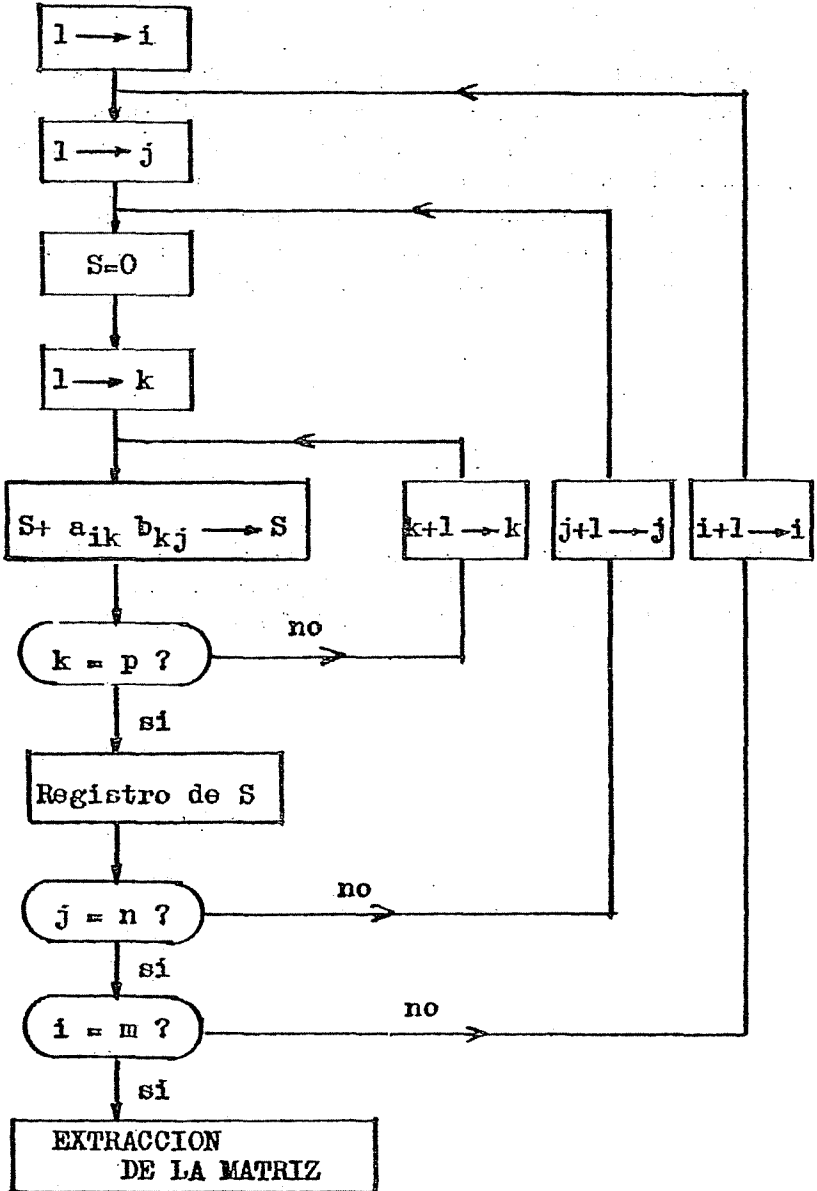 1 → i
1 → j
S=0
1 → k
S+ a_ik b_kj → S
k+1 → k
j+1 → j
i+1 → i
no
k = p ?
si
Registro de S
no
j = n ?
si
no
i = m ?
si
EXTRACCION
DE LA MATRIZ